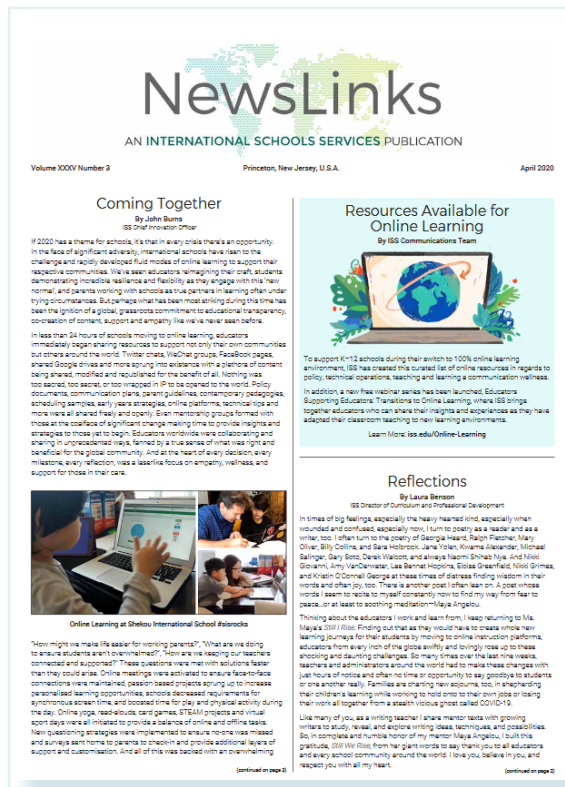 NewsLinks
AN INTERNATIONAL SCHOOLS SERVICES PUBLICATION
Volume XXXV Number 3
Princeton, New Jersey, U.S.A.
April 2020
Coming Together
By John Burns
ISS Chief Innovation Officer
If 2020 has a theme for schools, it's that in every crisis there's an opportunity.
In the face of significant adversity, international schools have risen to the
challenge and rapidly developed fluid modes of online learning to support their
respective communities. We've seen educators reimagining their craft, students
demonstrating incredible resilience and flexibility as they engage with this 'new
normal', and parents working with schools as true partners in learning often under
trying circumstances. But perhaps what has been most striking during this time has
been the ignition of a global, grassroots commitment to educational transparency,
co-creation of content, support and empathy like we've never seen before.
In less than 24 hours of schools moving to online learning, educators
immediately began sharing resources to support not only their own communities
but others around the world. Twitter chats, WeChat groups, FaceBook pages,
shared Google drives and more sprung into existence with a plethora of content
being shared, modified and republished for the benefit of all. Nothing was
too sacred, too secret, or too wrapped in IP to be opened to the world. Policy
documents, communication plans, parent guidelines, contemporary pedagogies,
scheduling samples, early years strategies, online platforms, technical tips and
more were all shared freely and openly. Even mentorship groups formed with
those at the coalface of significant change making time to provide insights and
strategies to those yet to begin. Educators worldwide were collaborating and
sharing in unprecedented ways, fanned by a true sense of what was right and
beneficial for the global community. And at the heart of every decision, every
milestone, every reflection, was a laserlike focus on empathy, wellness, and
support for those in their care.
Online Learning at Shekou International School #sisrocks
"How might we make life easier for working parents?", "What are we doing
to ensure students aren't overwhelmed?", "How are we keeping our teachers
connected and supported?" These questions were met with solutions faster
than they could arise. Online meetings were activated to ensure face-to-face
connections were maintained, passion based projects sprung up to increase
personalised learning opportunities, schools decreased requirements for
synchronous screen time, and boosted time for play and physical activity during
the day. Online yoga, read-alouds, card games, STEAM projects and virtual
sport days were all initiated to provide a balance of online and offline tasks.
New questioning strategies were implemented to ensure no-one was missed
and surveys sent home to parents to check-in and provide additional layers of
support and customisation. And all of this was backed with an overwhelming
(continued on page 3)
Resources Available for
Online Learning
By ISS Communications Team
To support K–12 schools during their switch to 100% online learning
environment, ISS has created this curated list of online resources in regards to
policy, technical operations, teaching and learning a communication wellness.
In addition, a new free webinar series has been launched, Educators
Supporting Educators: Transitions to Online Learning, where ISS brings
together educators who can share their insights and experiences as they have
adapted their classroom teaching to new learning environments.
Learn More: iss.edu/Online-Learning
Reflections
By Laura Benson
ISS Director of Curriculum and Professional Development
In times of big feelings, especially the heavy hearted kind, especially when
wounded and confused, especially now, I turn to poetry as a reader and as a
writer, too. I often turn to the poetry of Georgia Heard, Ralph Fletcher, Mary
Oliver, Billy Collins, and Sara Holbrook. Jane Yolen, Kwame Alexander, Michael
Salinger, Gary Soto, Derek Walcott, and always Naomi Shihab Nye. And Nikki
Giovanni, Amy VanDerwater, Lee Bennet Hopkins, Eloise Greenfield, Nikki Grimes,
and Kristin O'Connell George at these times of distress finding wisdom in their
words and often joy, too. There is another poet I often lean on. A poet whose
words I seem to recite to myself constantly now to find my way from fear to
peace...or at least to soothing meditation—Maya Angelou.
Thinking about the educators I work and learn from, I keep returning to Ms.
Maya's Still I Rise. Finding out that as they would have to create whole new
learning journeys for their students by moving to online instruction platforms,
educators from every inch of the globe swiftly and lovingly rose up to these
shocking and daunting challenges. So many times over the last nine weeks,
teachers and administrators around the world had to make these changes with
just hours of notice and often no time or opportunity to say goodbye to students
or one another really. Families are charting new sojourns, too, in shepherding
their children's learning while working to hold onto to their own jobs or losing
their work all together from a stealth vicious ghost called COVID-19.
Like many of you, as a writing teacher I share mentor texts with growing
writers to study, reveal, and explore writing ideas, techniques, and possibilities.
So, in complete and humble honor of my mentor Maya Angelou, I built this
gratitude, Still We Rise, from her giant words to say thank you to all educators
and every school community around the world. I love you, believe in you, and
respect you with all my heart.
(continued on page 2)